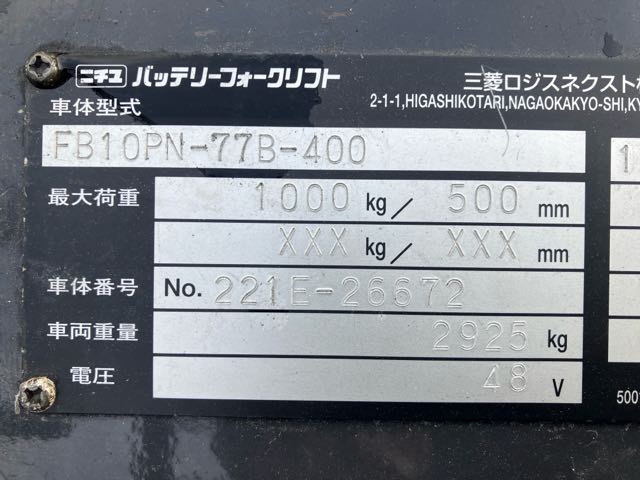 ニチユ バッテリーフォークリフト 三菱ロジスネクスト株
2-1-1,HIGASHIKOTARI,NAGAOKAKYO-SHI,KY
車体型式
FB10PN-77B-400
最大荷重 1000 kg / 500 mm
XXX kg / XXX mm
車体番号 No. 221E-26672
車両重量 2925 kg
電圧 48 V
500